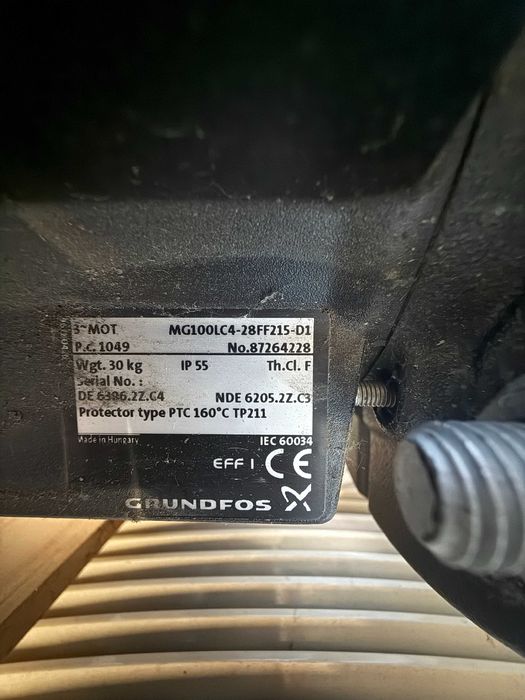 3~MOT MG100LC4-28FF215-D1
P.C. 1049 No.87264228
Wgt. 30 kg IP 55 Th.Cl. F
Serial No. :
DE 6306.2Z.C4 NDE 6205.2Z.C3
Protector type PTC 160°C TP211
Made in Hungary IEC 60034
EFF 1 CE
GRUNDFOS